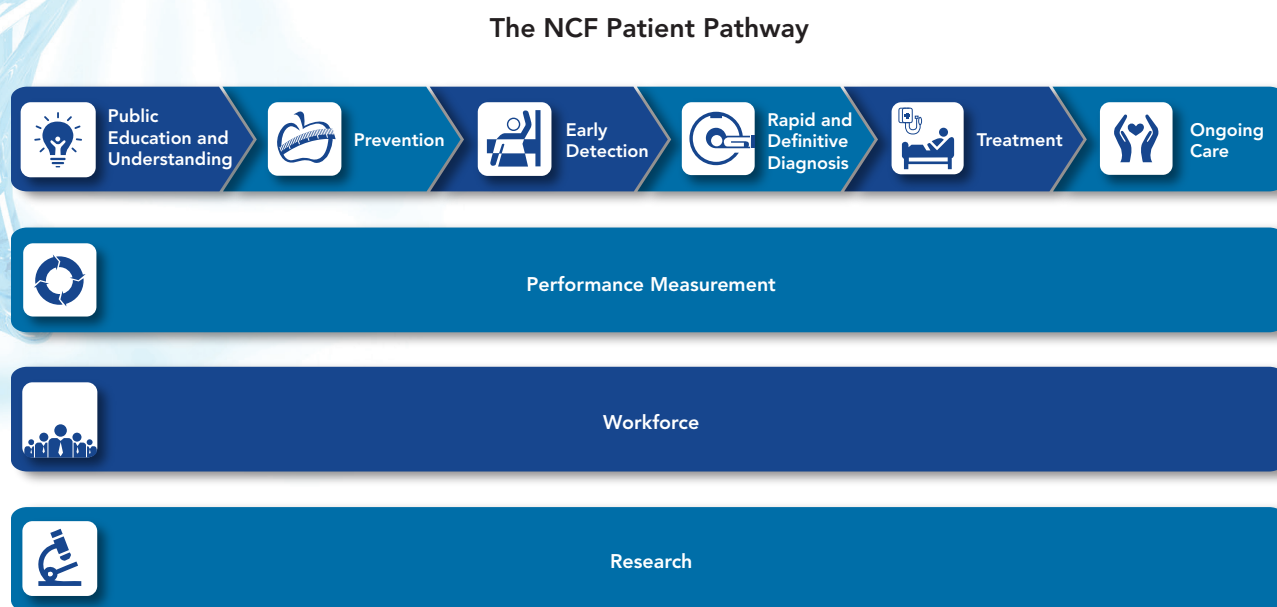 The NCF Patient Pathway
Public
Education and
Understanding
Prevention
Early
Detection
Rapid and
Definitive
Diagnosis
Treatment
Ongoing
Care
Performance Measurement
Workforce
Research